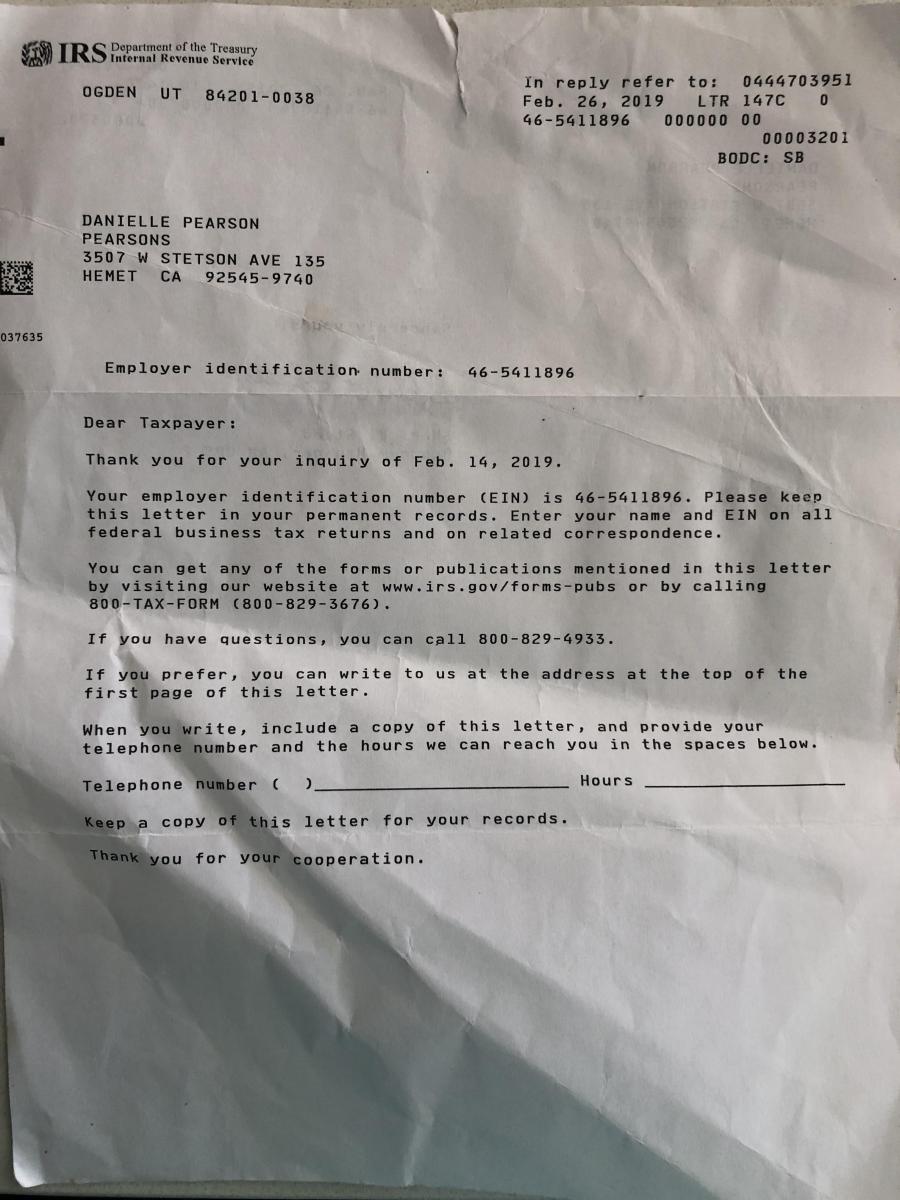 IRS Department of the Treasury
Internal Revenue Service
OGDEN UT 84201-0038
In reply refer to: 0444703951
Feb. 26, 2019 LTR 147C 0
46-5411896 000000 00
00003201
BODC: SB
DANIELLE PEARSON
PEARSONS
3507 W STETSON AVE 135
HEMET CA 92545-9740
037635
Employer identification number: 46-5411896
Dear Taxpayer:
Thank you for your inquiry of Feb. 14, 2019.
Your employer identification number (EIN) is 46-5411896. Please keep
this letter in your permanent records. Enter your name and EIN on all
federal business tax returns and on related correspondence.
You can get any of the forms or publications mentioned in this letter
by visiting our website at www.irs.gov/forms-pubs or by calling
800-TAX-FORM (800-829-3676).
If you have questions, you can call 800-829-4933.
If you prefer, you can write to us at the address at the top of the
first page of this letter.
When you write, include a copy of this letter, and provide your
telephone number and the hours we can reach you in the spaces below.
Telephone number ( )______________________ Hours _________________
Keep a copy of this letter for your records.
Thank you for your cooperation.